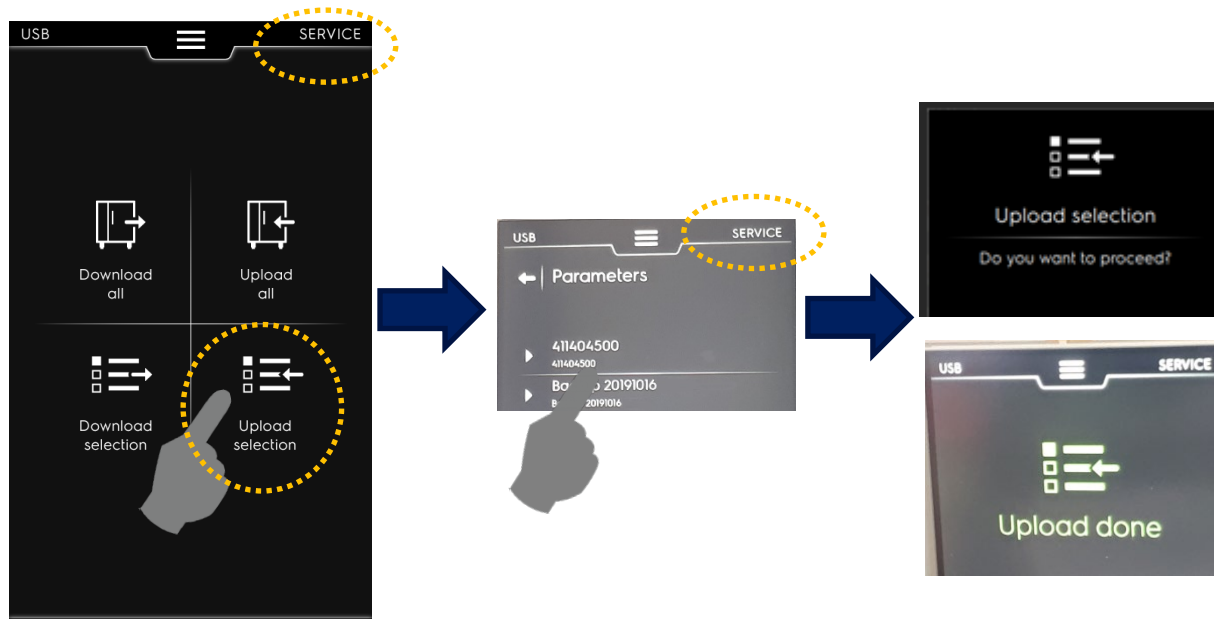 USB
SERVICE
Download
all
Upload
all
Download
selection
Upload
selection
USB
SERVICE
Parameters
411404500
411404500
20191016
20191016
Upload selection
Do you want to proceed?
USB
SERVICE
Upload done